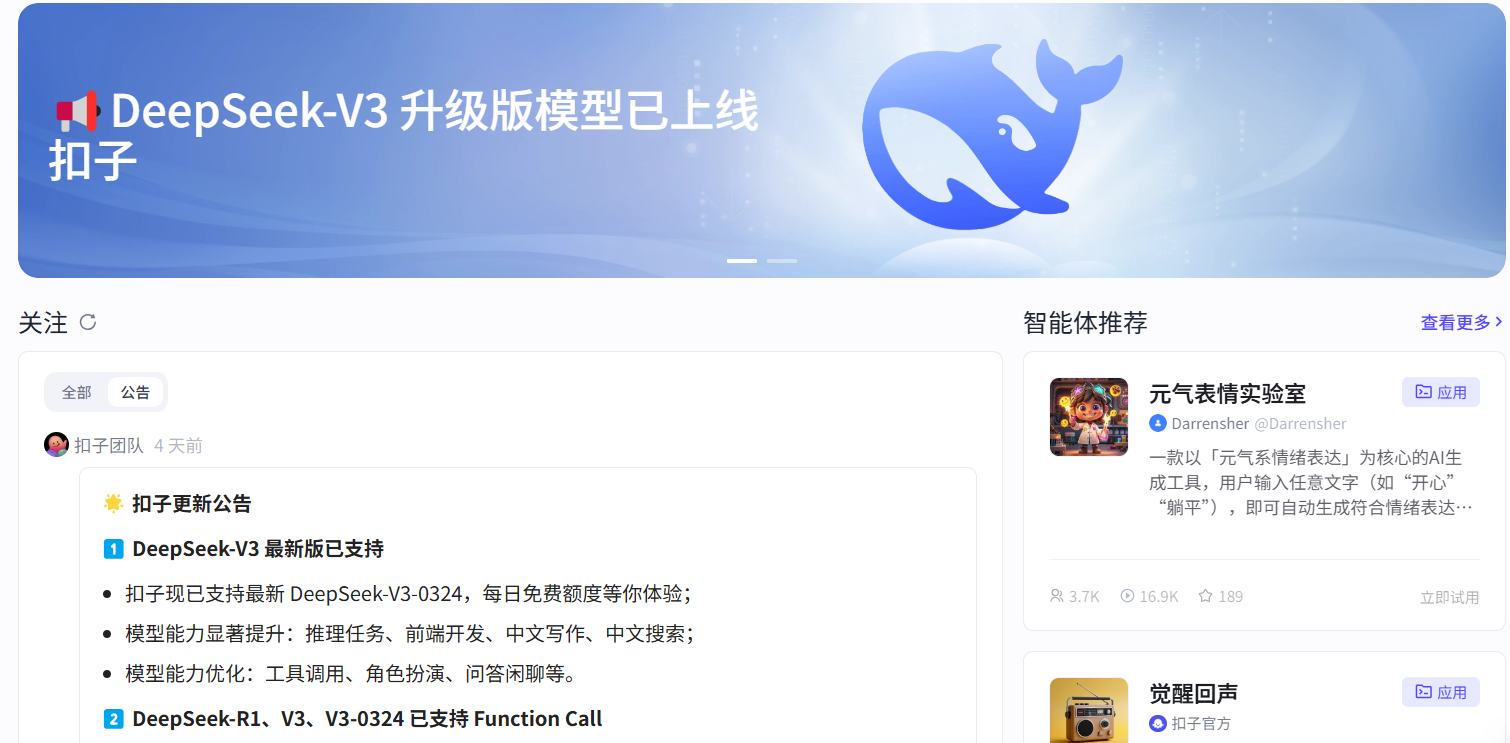 DeepSeek-V3 升级版模型已上线
扣子
关注
智能体推荐
查看更多
全部
公告
扣子团队 4 天前
扣子更新公告
1 DeepSeek-V3 最新版已支持
扣子现已支持最新 DeepSeek-V3-0324，每日免费额度等你体验；
模型能力显著提升：推理任务、前端开发、中文写作、中文搜索；
模型能力优化：工具调用、角色扮演、问答闲聊等。
2 DeepSeek-R1、V3、V3-0324 已支持 Function Call
元气表情实验室
应用
Darrensher @Darrensher
一款以「元气系情绪表达」为核心的AI生
成工具，用户输入任意文字（如“开心”
“躺平”），即可自动生成符合情绪表达…
3.7K 16.9K 189
立即试用
觉醒回声
应用
扣子官方